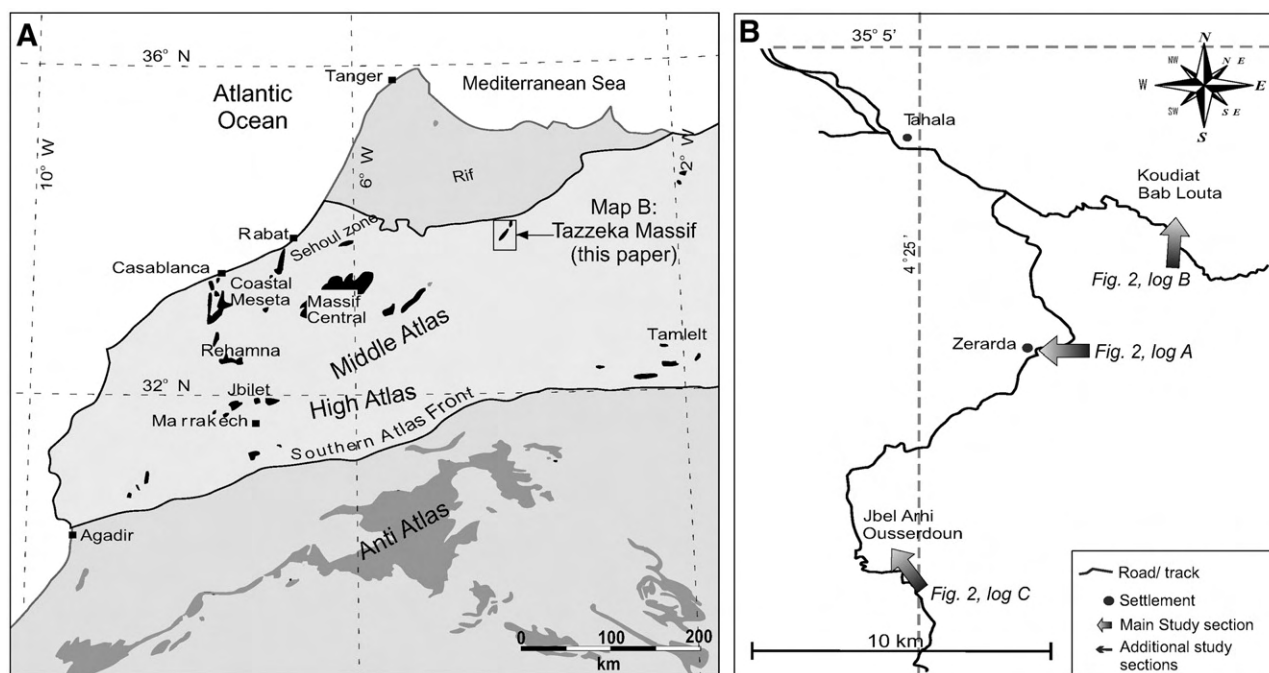 A
36° N
Tanger
Mediterranean Sea
Atlantic
Ocean
10° W
6° W
2° W
Rif
Map B:
Tazzeka Massif
(this paper)
Rabat
Sehoul zone
Casablanca
Coastal
Meseta
Massif
Central
Middle Atlas
Tamlelt
Rehamna
32° N
Jbilet
High Atlas
Marrakech
Southern Atlas Front
Agadir
Anti Atlas
0 100 200
km
B
35° 5'
N
NW
N E
W
E
SW
S E
S
Tahala
Koudiat
Bab Louta
4° 25'
Fig. 2, log B
Zerarda
Fig. 2, log A
Jbel Arhi
Ousserdoun
Fig. 2, log C
10 km
Road/ track
Settlement
Main Study section
Additional study
sections